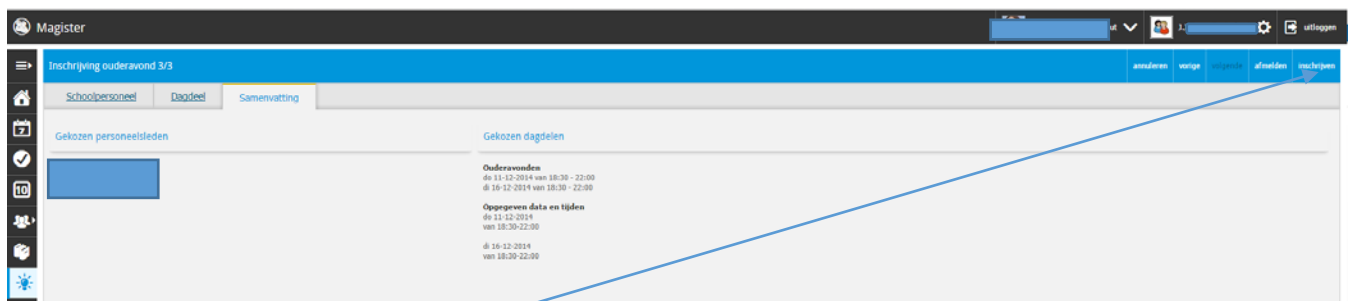 Magister
uitloggen
Inschrijving ouderavond 3/3
annuleren vorige volgende afmelden inschrijven
Schoolpersoneel Dagdeel Samenvatting
Gekozen personeelsleden
Gekozen dagdelen
Ouderavonden
do 11-12-2014 van 18:30 - 22:00
di 16-12-2014 van 18:30 - 22:00
Opgegeven data en tijden
do 11-12-2014
van 18:30-22:00
di 16-12-2014
van 18:30-22:00
7
10